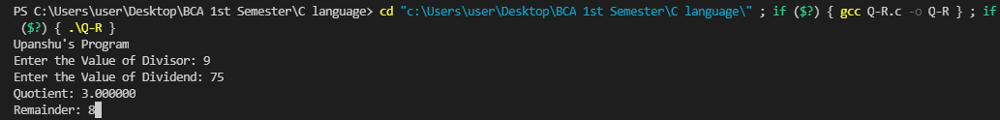 PS C:\Users\user\Desktop\BCA 1st Semester\C language> cd "c:\Users\user\Desktop\BCA 1st Semester\C language\" ; if ($?) { gcc Q-R.c -o Q-R } ; if
($?) { .\Q-R }
Upanshu's Program
Enter the Value of Divisor: 9
Enter the Value of Dividend: 75
Quotient: 3.000000
Remainder: 8